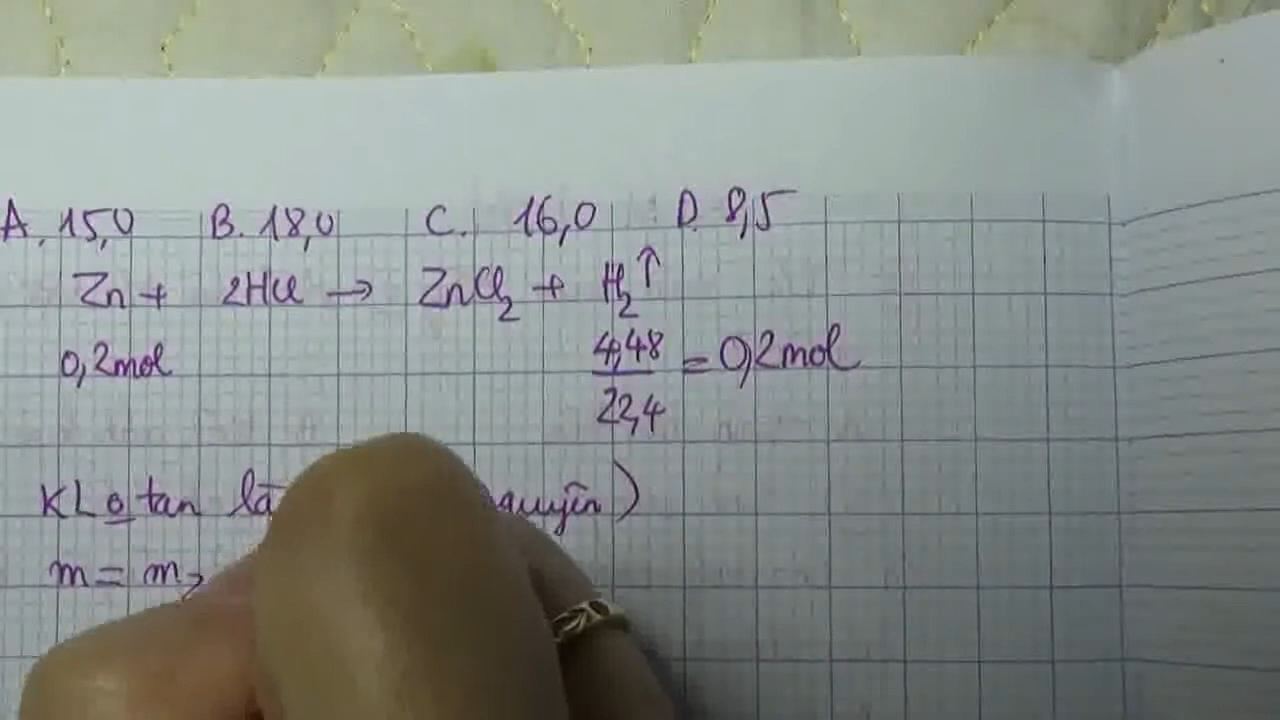 A. 15,0 B. 18,0 C. 16,0 D. 8,5
Zn + 2HCl → ZnCl₂ + H₂↑
0,2mol 4,48/22,4 = 0,2mol
KL o tan là
m = m